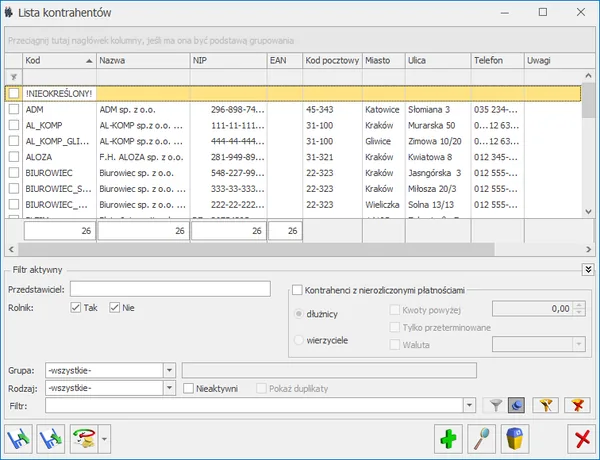 Lista kontrahentów
Przeciągnij tutaj nagłówek kolumny, jeśli ma ona być podstawą grupowania
Kod Nazwa NIP EAN Kod pocztowy Miasto Ulica Telefon Uwagi
!NIEOKREŚLONY!
ADM ADM sp. z o.o. 296-898-74... 45-343 Katowice Słomiana 3 035 234-...
AL_KOMP AL-KOMP sp.z o.o. ... 111-11-111... 31-100 Kraków Murarska 50 0...12 63...
AL_KOMP_GLI... AL-KOMP sp.z o.o. ... 444-44-444... 31-100 Gliwice Zimowa 10/20 0...12 63...
ALOZA F.H. ALOZA sp.z o.o. 281-949-89... 31-321 Kraków Kwiatowa 8 012 345-...
BIUROWIEC Biurowiec sp. z o.o. 548-227-99... 22-323 Kraków Jasnogórska 3 012 555-...
BIUROWIEC_S... Biurowiec sp. z o.o. ... 333-33-333... 22-323 Kraków Miłosza 20/3 012 555-...
BIUROWIEC_... Biurowiec sp. z o.o. ... 222-22-222... 22-323 Wieliczka Solna 13/13 012 555-...
26 26 26 26
Filtr aktywny
Przedstawiciel:
Rolnik: Tak Nie
Kontrahenci z nierozliczonymi płatnościami
dłużnicy Kwoty powyżej 0,00
Tylko przeterminowane
wierzyciele Waluta
Grupa: -wszystkie-
Rodzaj: -wszystkie- Nieaktywni Pokaż duplikaty
Filtr: